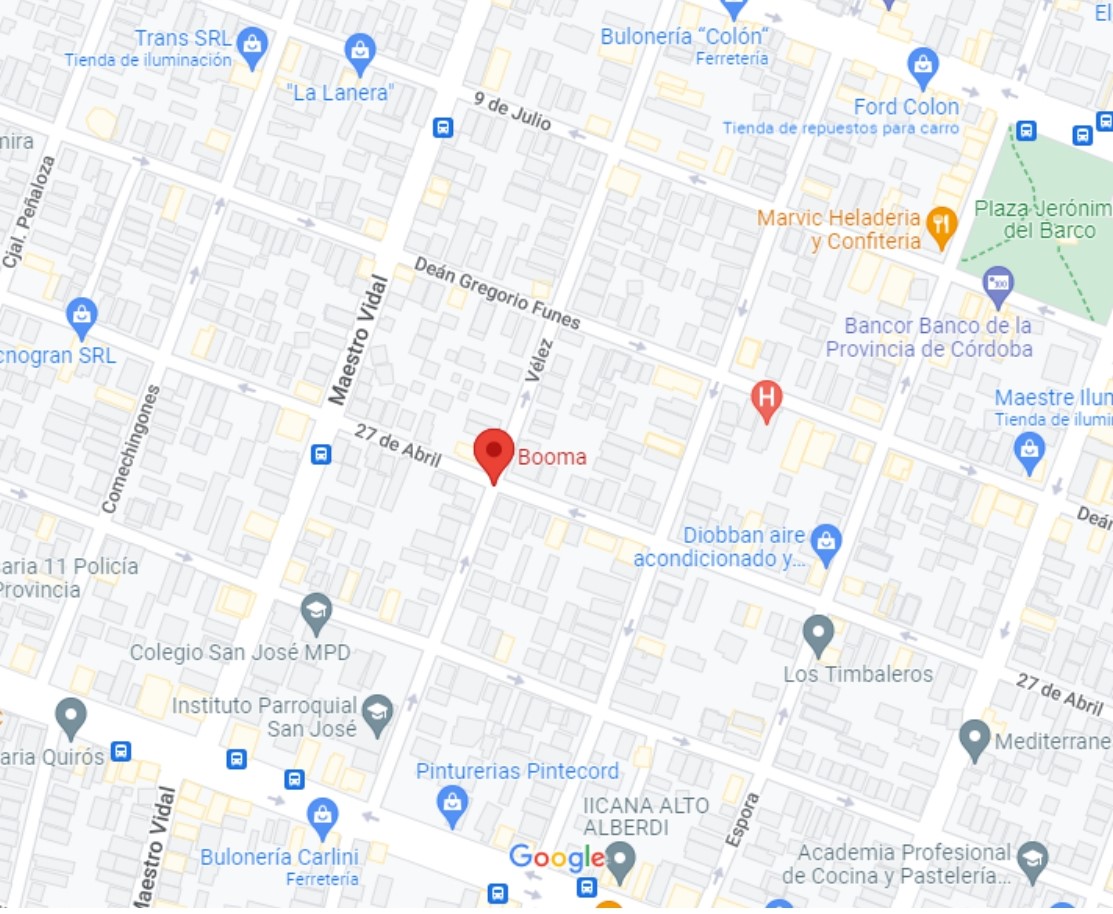 Trans SRL
Tienda de iluminación
"La Lanera"
Bulonería "Colón"
Ferretería
El
Ford Colon
Tienda de repuestos para carro
9 de Julio
mira
Cjal. Peñaloza
Marvic Heladeria
y Confiteria
Plaza Jerónim
del Barco
Deán Gregorio Funes
Maestro Vidal
Vélez
Bancor Banco de la
Provincia de Córdoba
cnogran SRL
Comechingones
H
Maestre Ilun
Tienda de ilumi
27 de Abril
Booma
Deán
Diobban aire
acondicionado y...
saria 11 Policía
Provincia
Colegio San José MPD
Los Timbaleros
27 de Abril
Instituto Parroquial
San José
aria Quirós
Mediterrane
Maestro Vidal
Pinturerias Pintecord
IICANA ALTO
ALBERDI
Espora
Bulonería Carlini
Ferretería
Google
Academia Profesional
de Cocina y Pastelería...